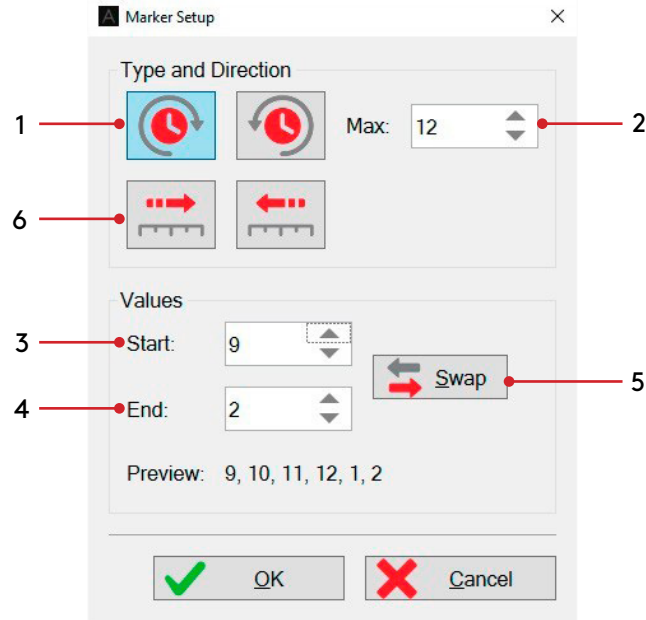 A Marker Setup
Type and Direction
1
Max: 12
2
6
Values
3 Start: 9
Swap 5
4 End: 2
Preview: 9, 10, 11, 12, 1, 2
OK Cancel